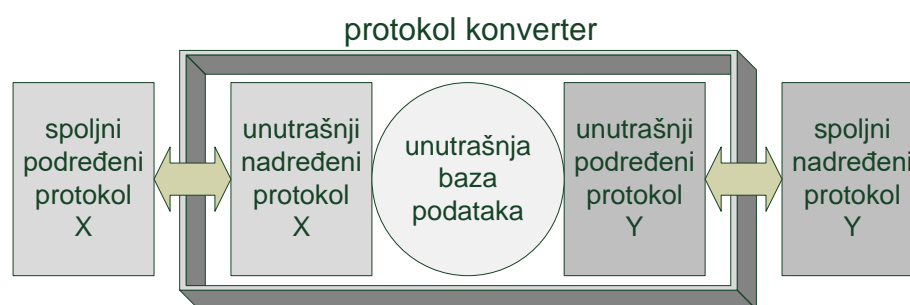 protokol konverter
spoljni
podređeni
protokol
X
unutrašnji
nadređeni
protokol
X
unutrašnja
baza
podataka
unutrašnji
podređeni
protokol
Y
spoljni
nadređeni
protokol
Y